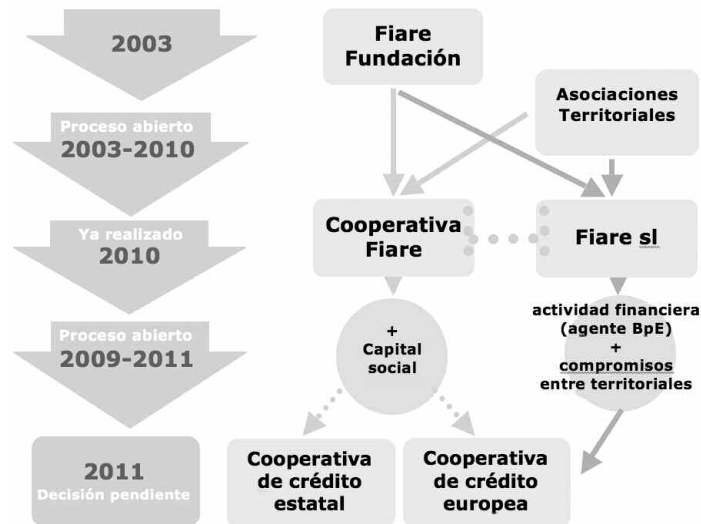 2003
Fiare
Fundación
Asociaciones
Territoriales
Proceso abierto
2003-2010
Ya realizado
2010
Cooperativa
Fiare
Fiare sl
Proceso abierto
2009-2011
+
Capital
social
actividad financiera
(agente BpE)
+
compromisos
entre territoriales
2011
Decisión pendiente
Cooperativa
de crédito
estatal
Cooperativa
de crédito
europea